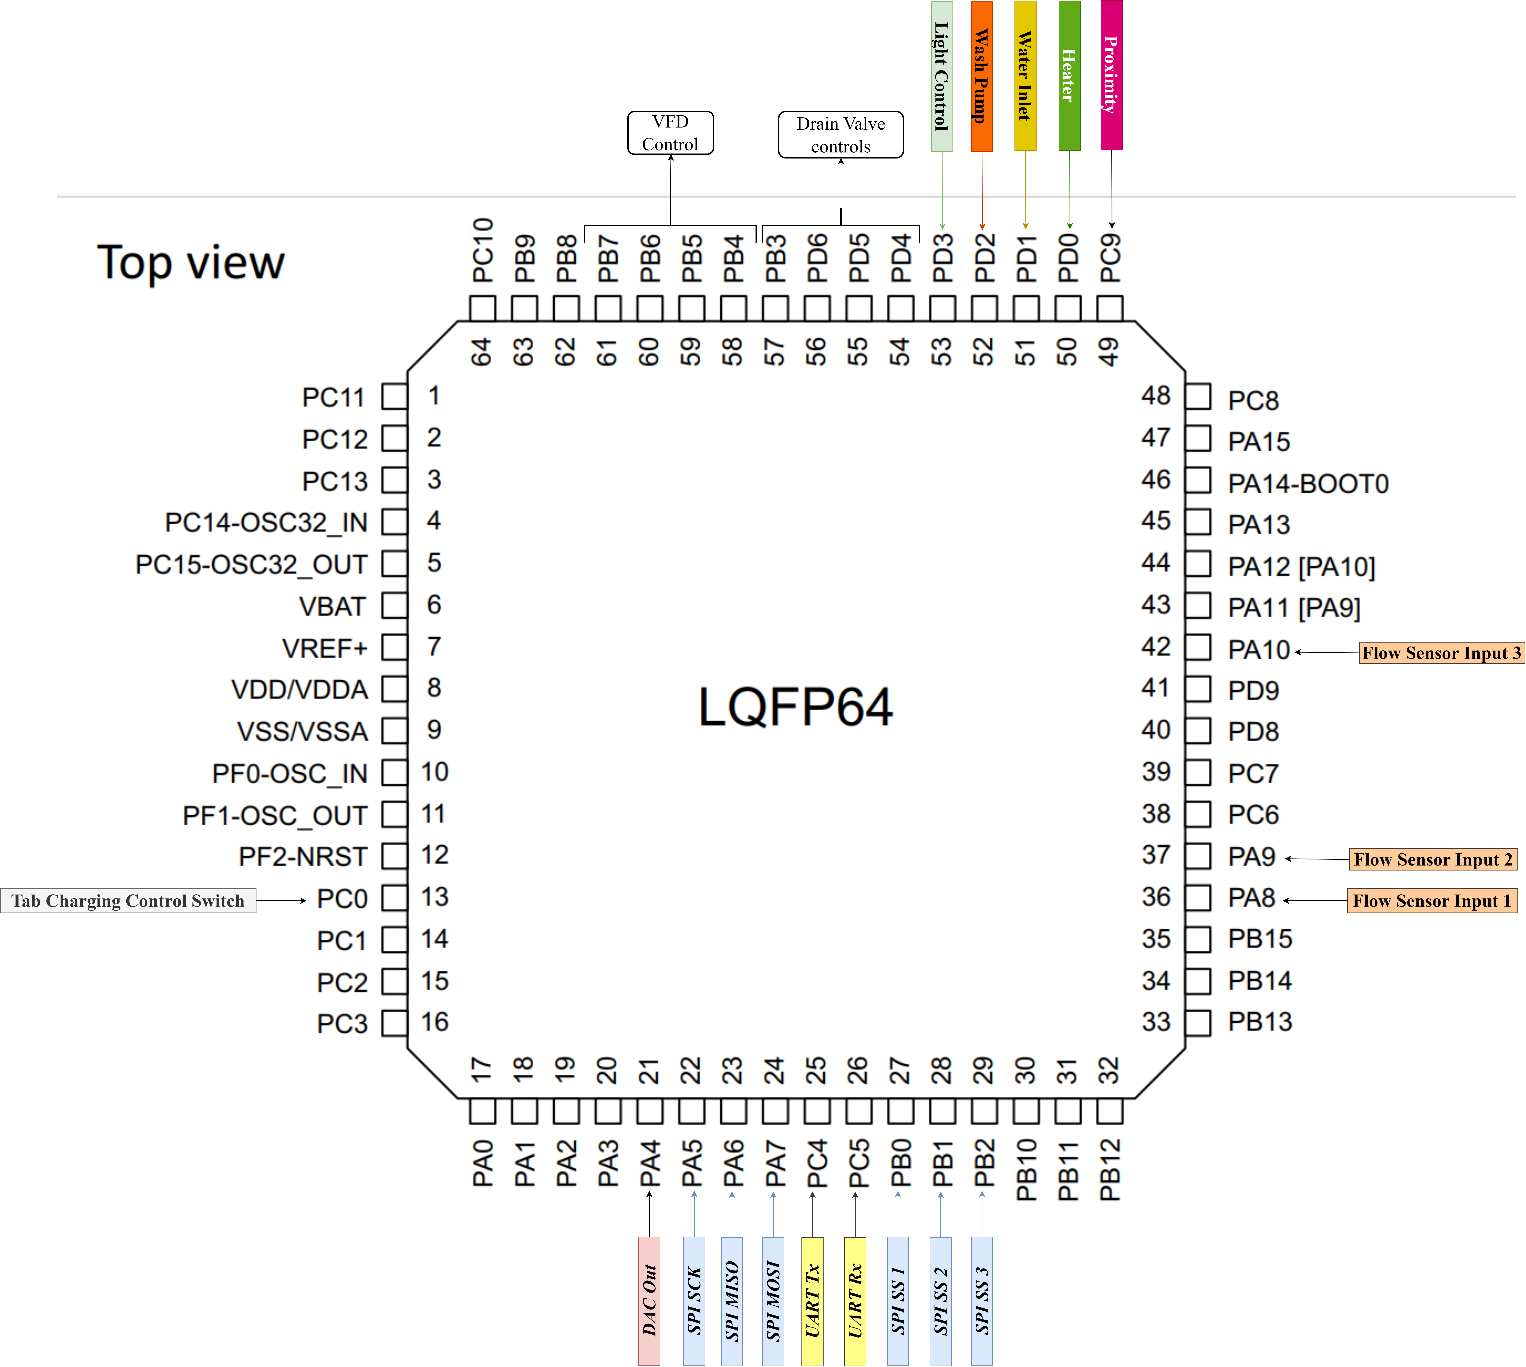 Light Control
Wash Pump
Water Inlet
Heater
Proximity
VFD
Control
Drain Valve
controls
Top view
PC10
PB9
PB8
PB7
PB6
PB5
PB4
PB3
PD6
PD5
PD4
PD3
PD2
PD1
PD0
PC9
64
63
62
61
60
59
58
57
56
55
54
53
52
51
50
49
PC11 1
PC12 2
PC13 3
PC14-OSC32_IN 4
PC15-OSC32_OUT 5
VBAT 6
VREF+ 7
VDD/VDDA 8
VSS/VSSA 9
PF0-OSC_IN 10
PF1-OSC_OUT 11
PF2-NRST 12
Tab Charging Control Switch PC0 13
PC1 14
PC2 15
PC3 16
LQFP64
48 PC8
47 PA15
46 PA14-BOOT0
45 PA13
44 PA12 [PA10]
43 PA11 [PA9]
42 PA10 Flow Sensor Input 3
41 PD9
40 PD8
39 PC7
38 PC6
37 PA9 Flow Sensor Input 2
36 PA8 Flow Sensor Input 1
35 PB15
34 PB14
33 PB13
17
18
19
20
21
22
23
24
25
26
27
28
29
30
31
32
PA0
PA1
PA2
PA3
PA4
PA5
PA6
PA7
PC4
PC5
PB0
PB1
PB2
PB10
PB11
PB12
DAC Out
SPI SCK
SPI MISO
SPI MOSI
UART Tx
UART Rx
SPI SS 1
SPI SS 2
SPI SS 3